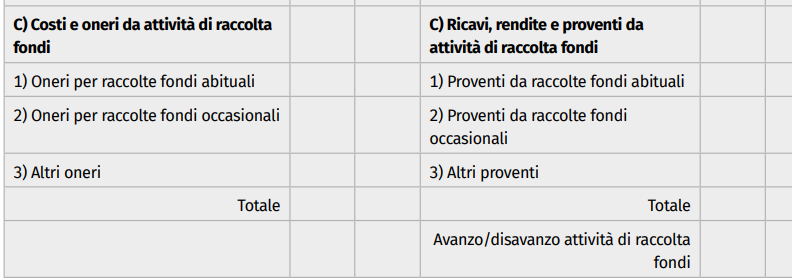 C) Costi e oneri da attività di raccolta
fondi
C) Ricavi, rendite e proventi da
attività di raccolta fondi
1) Oneri per raccolte fondi abituali
1) Proventi da raccolte fondi abituali
2) Oneri per raccolte fondi occasionali
2) Proventi da raccolte fondi
occasionali
3) Altri oneri
3) Altri proventi
Totale
Totale
Avanzo/disavanzo attività di raccolta
fondi